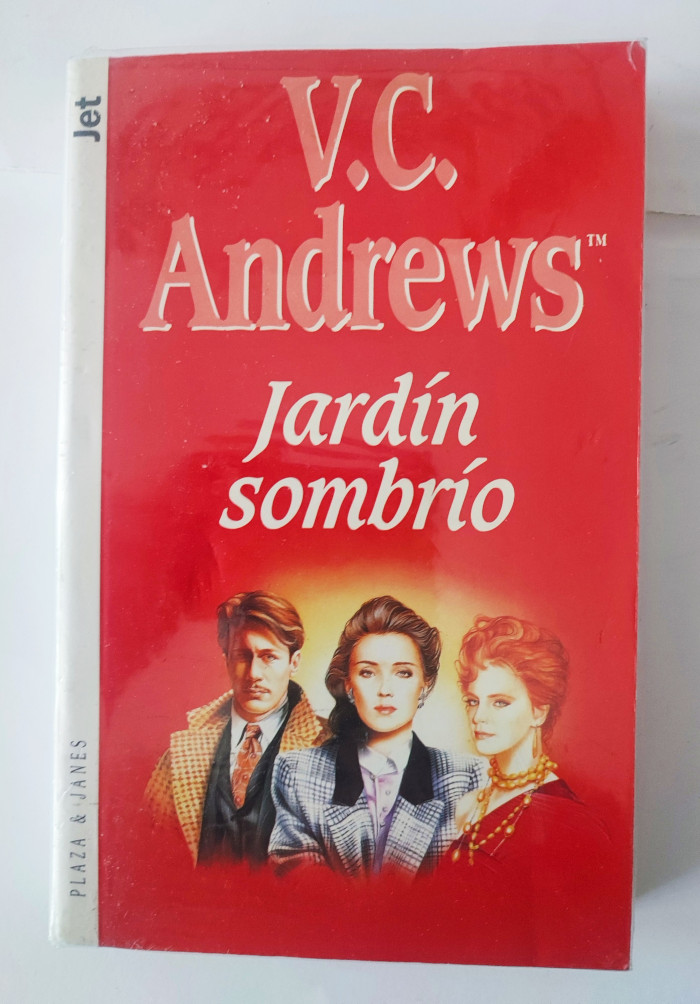 Jet
V.C.
Andrews™
Jardín
sombrío
PLAZA & JANES